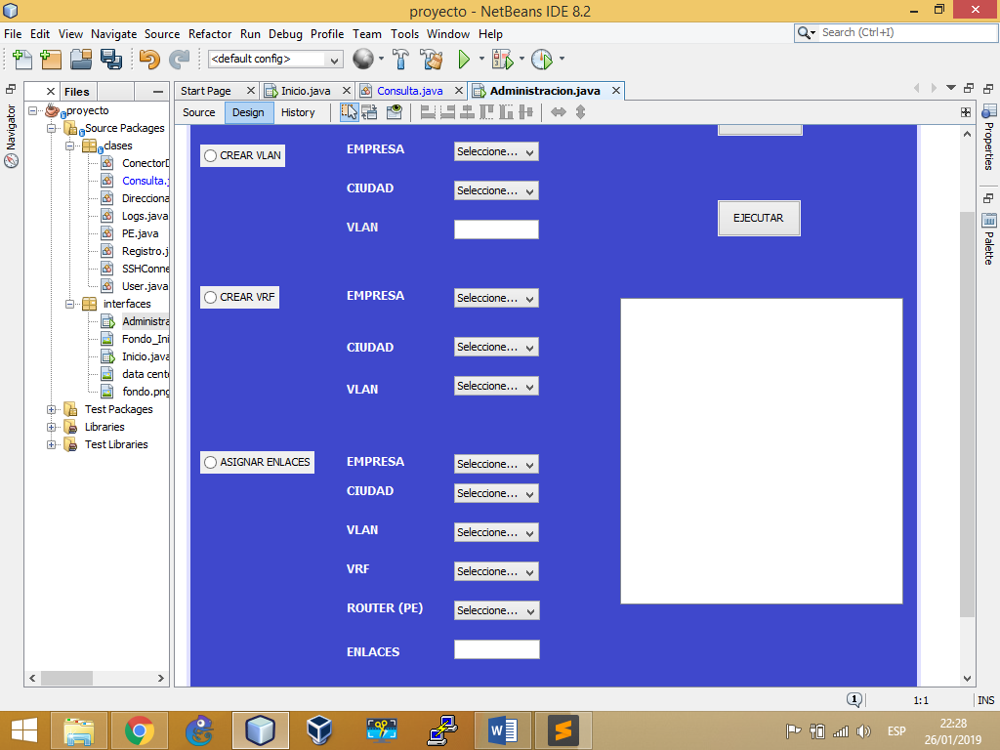 proyecto - NetBeans IDE 8.2
File Edit View Navigate Source Refactor Run Debug Profile Team Tools Window Help
Search (Ctrl+I)
<default config>
Files
Start Page
Inicio.java
Consulta.java
Administracion.java
Source Design History
Navigator
Properties
Palette
proyecto
Source Packages
clases
ConectorD
Consulta.j
Direcciona
Logs.java
PE.java
Registro.j
SSHConne
User.java
interfaces
Administra
Fondo_Ini
Inicio.java
data cent
fondo.png
Test Packages
Libraries
Test Libraries
CREAR VLAN
EMPRESA Seleccione...
CIUDAD Seleccione...
VLAN
EJECUTAR
CREAR VRF
EMPRESA Seleccione...
CIUDAD Seleccione...
VLAN Seleccione...
ASIGNAR ENLACES
EMPRESA Seleccione...
CIUDAD Seleccione...
VLAN Seleccione...
VRF Seleccione...
ROUTER (PE) Seleccione...
ENLACES
1
1:1
INS
ESP
22:28
26/01/2019